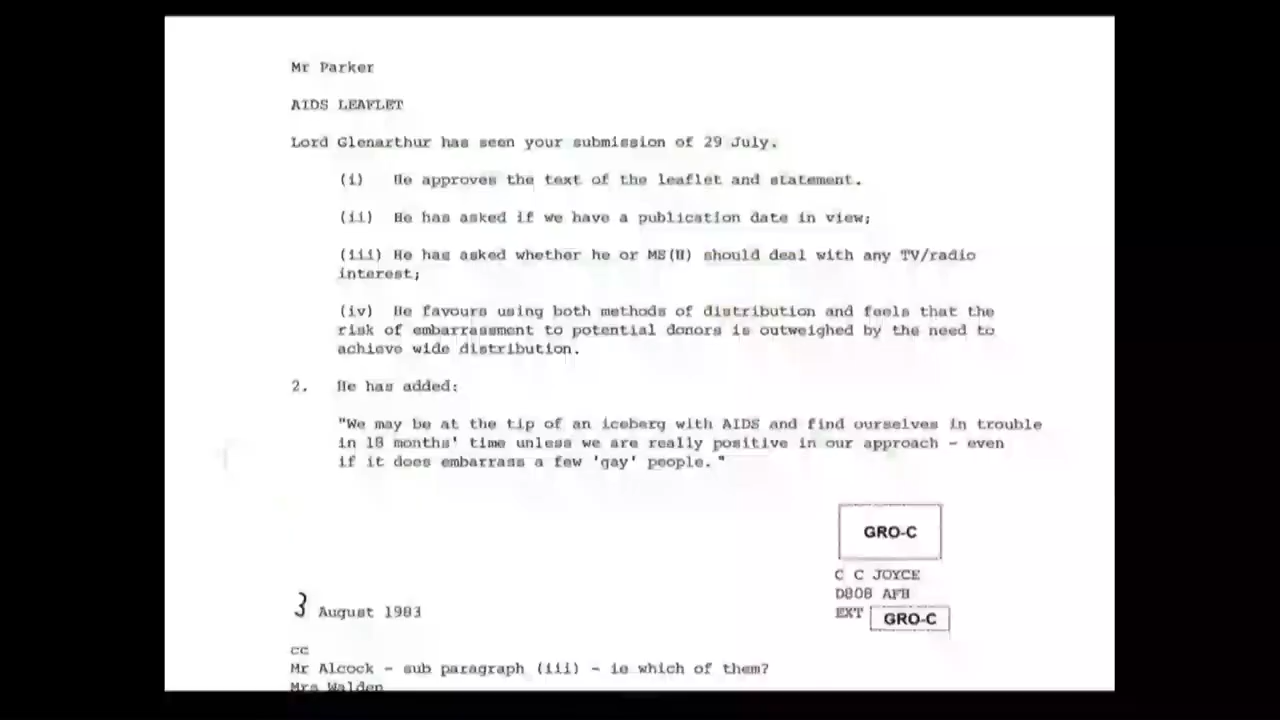 Mr Parker
AIDS LEAFLET
Lord Glenarthur has seen your submission of 29 July.
(i) He approves the text of the leaflet and statement.
(ii) He has asked if we have a publication date in view;
(iii) He has asked whether he or MS(H) should deal with any TV/radio
interest;
(iv) He favours using both methods of distribution and feels that the
risk of embarrassment to potential donors is outweighed by the need to
achieve wide distribution.
2. He has added:
"We may be at the tip of an iceberg with AIDS and find ourselves in trouble
in 18 months' time unless we are really positive in our approach - even
if it does embarrass a few 'gay' people."
GRO-C
C C JOYCE
D808 AFH
EXT GRO-C
3 August 1983
cc
Mr Alcock - sub paragraph (iii) - ie which of them?
Mrs Walden